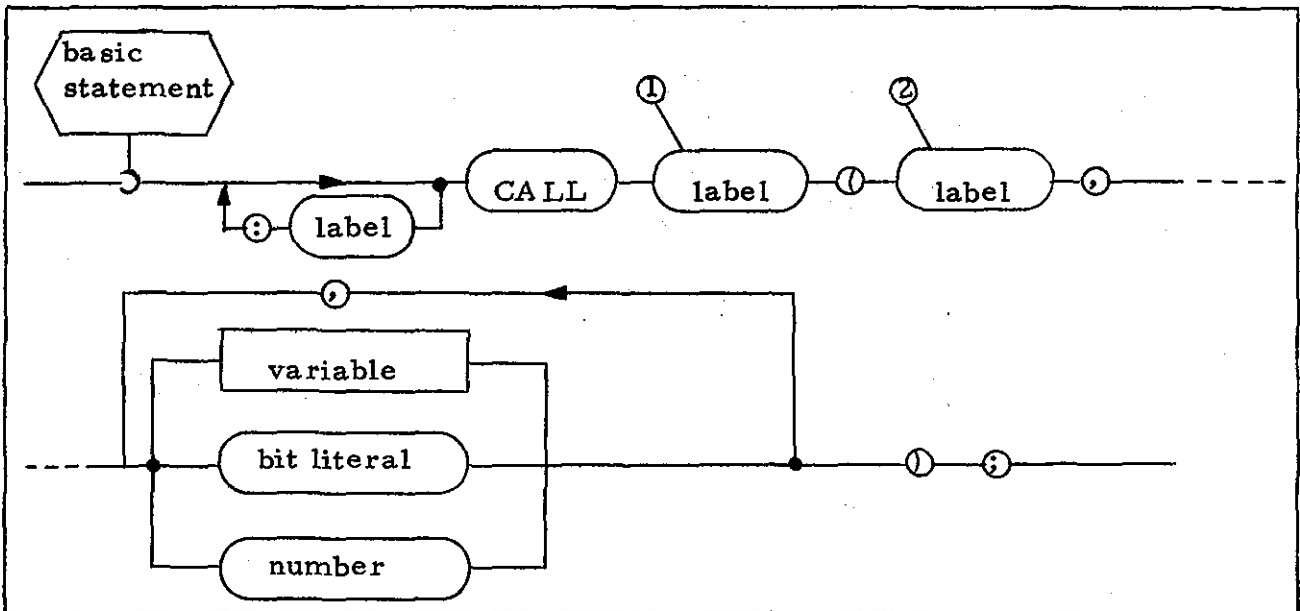 basic
statement
① ②
CALL label ( label ,
: label
,
variable
bit literal ) ;
number